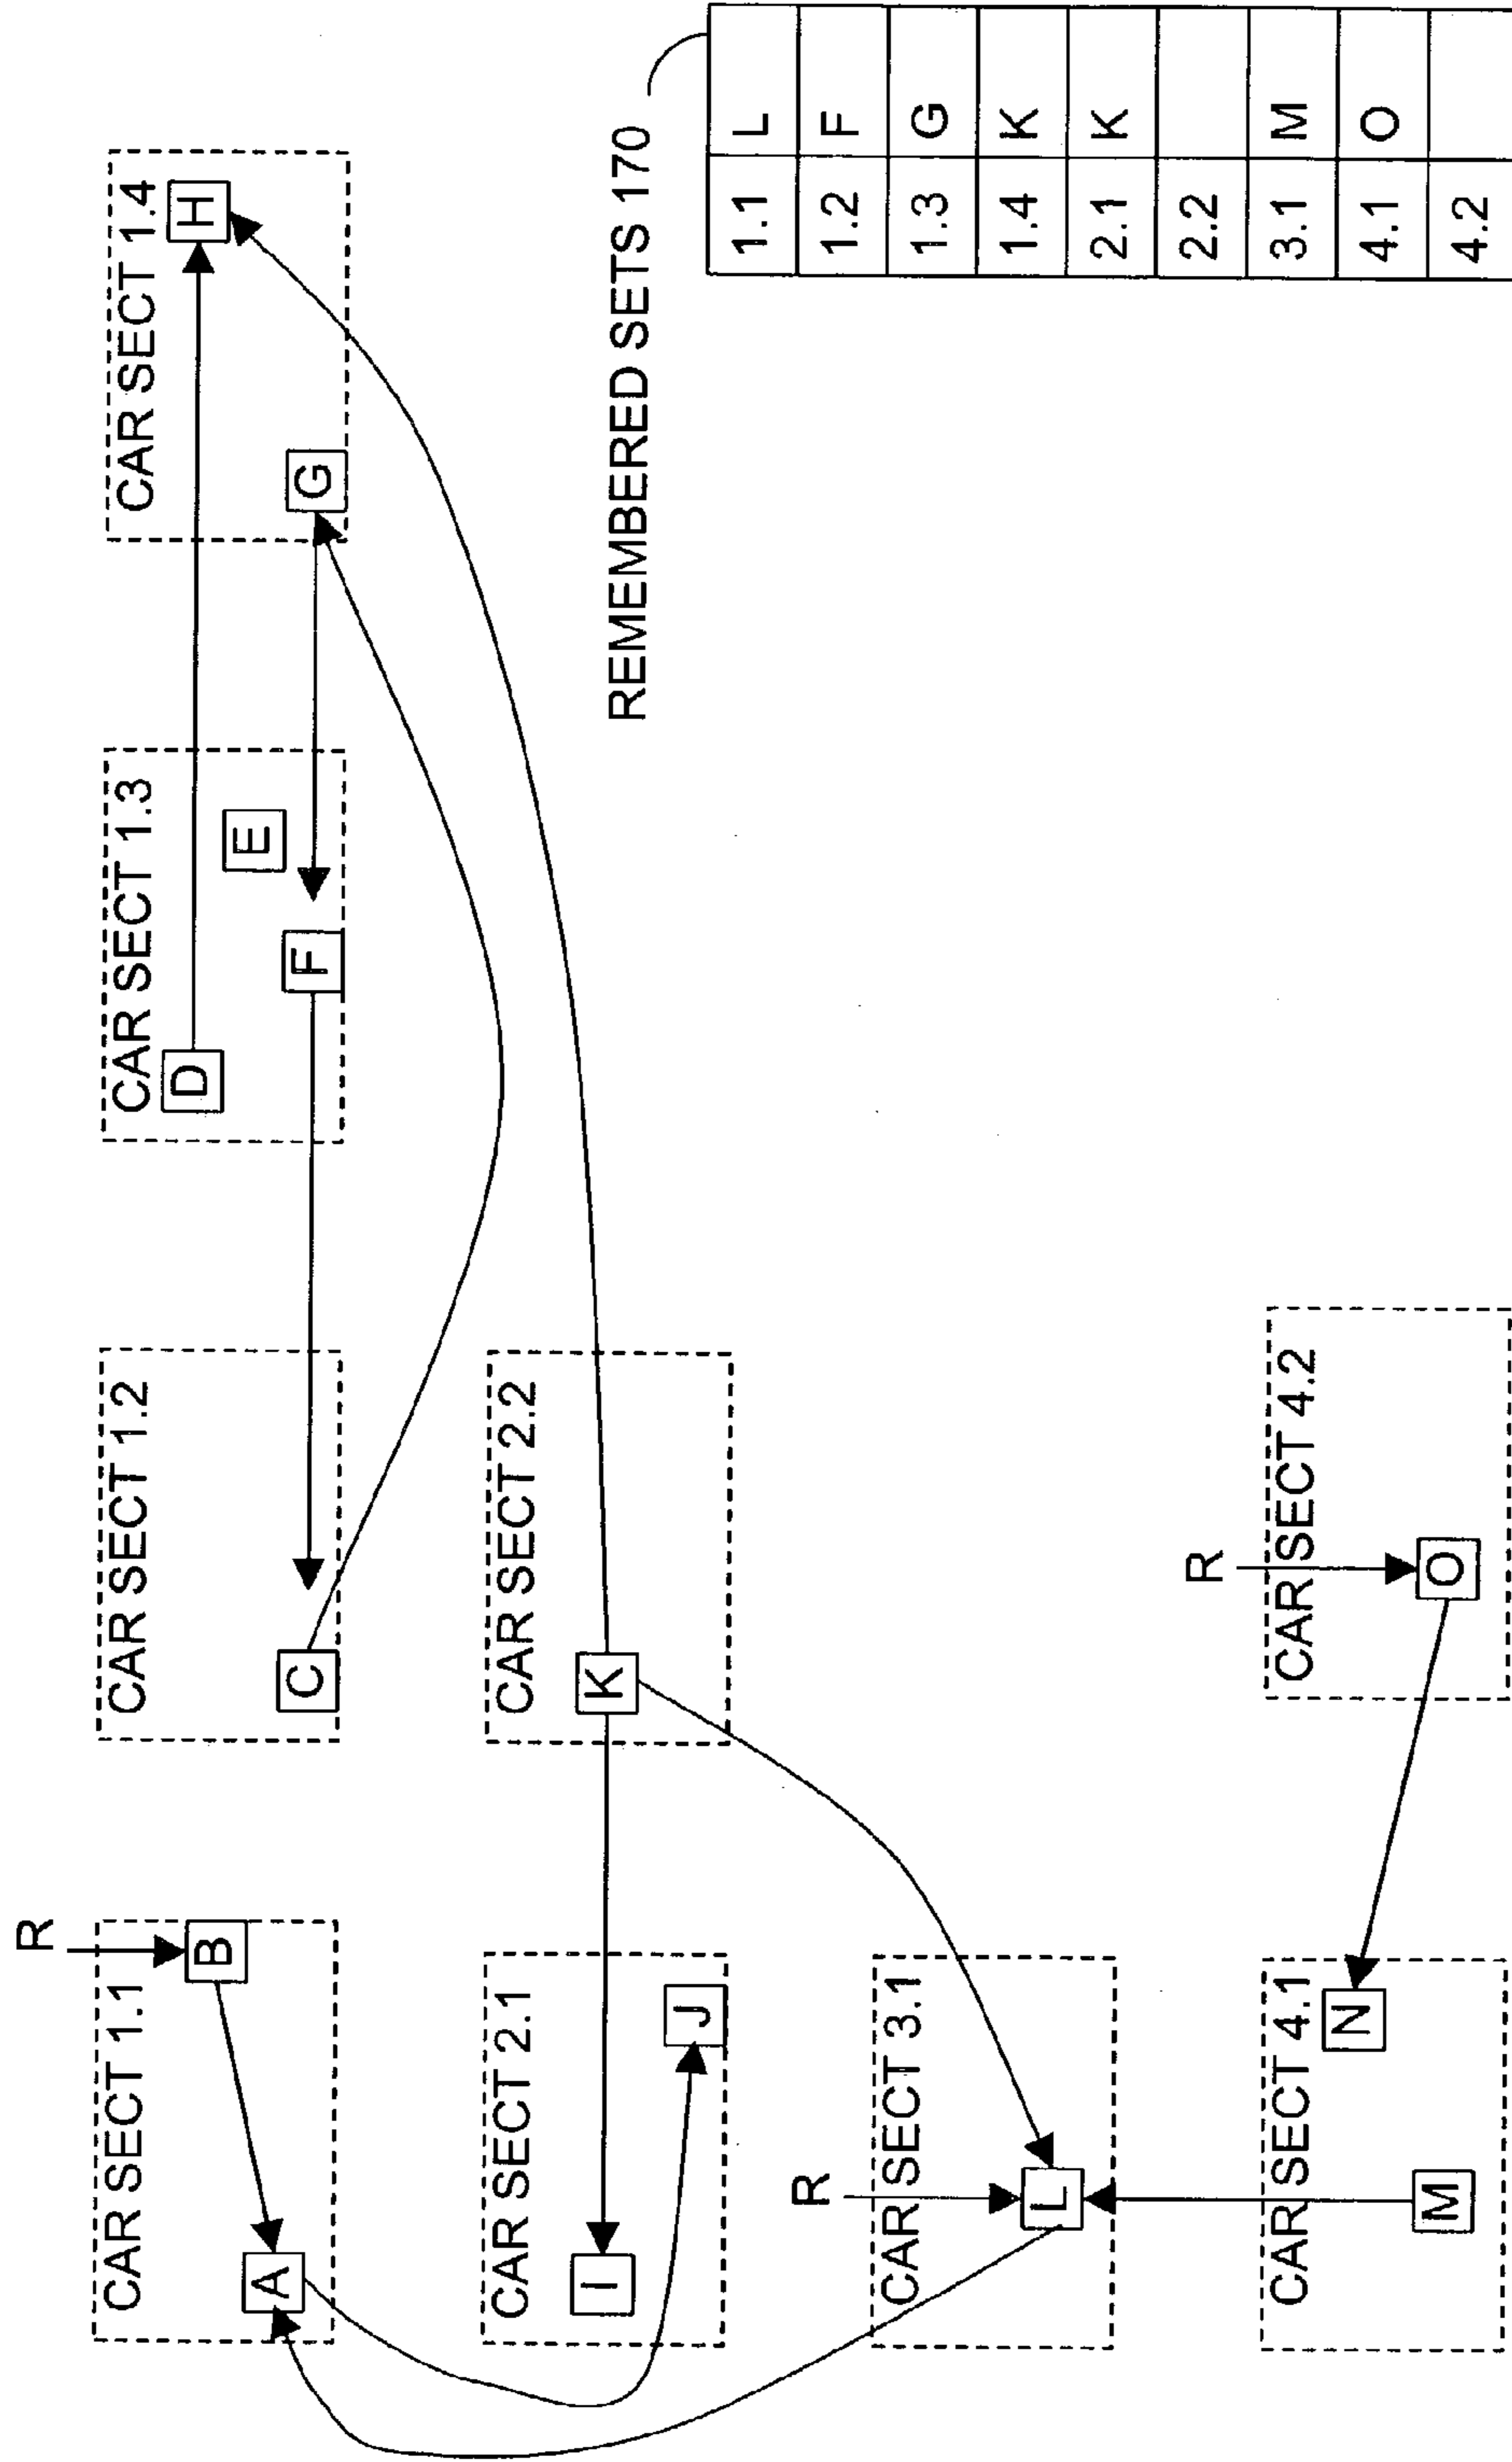 R
CAR SECT 1.1
B
A
CAR SECT 1.2
C
CAR SECT 1.3
D
E
F
CAR SECT 1.4
H
G
CAR SECT 2.1
I
J
CAR SECT 2.2
K
R
CAR SECT 3.1
L
CAR SECT 4.1
N
M
R
CAR SECT 4.2
O
REMEMBERED SETS 170
1.1 L
1.2 F
1.3 G
1.4 K
2.1 K
2.2
3.1 M
4.1 O
4.2